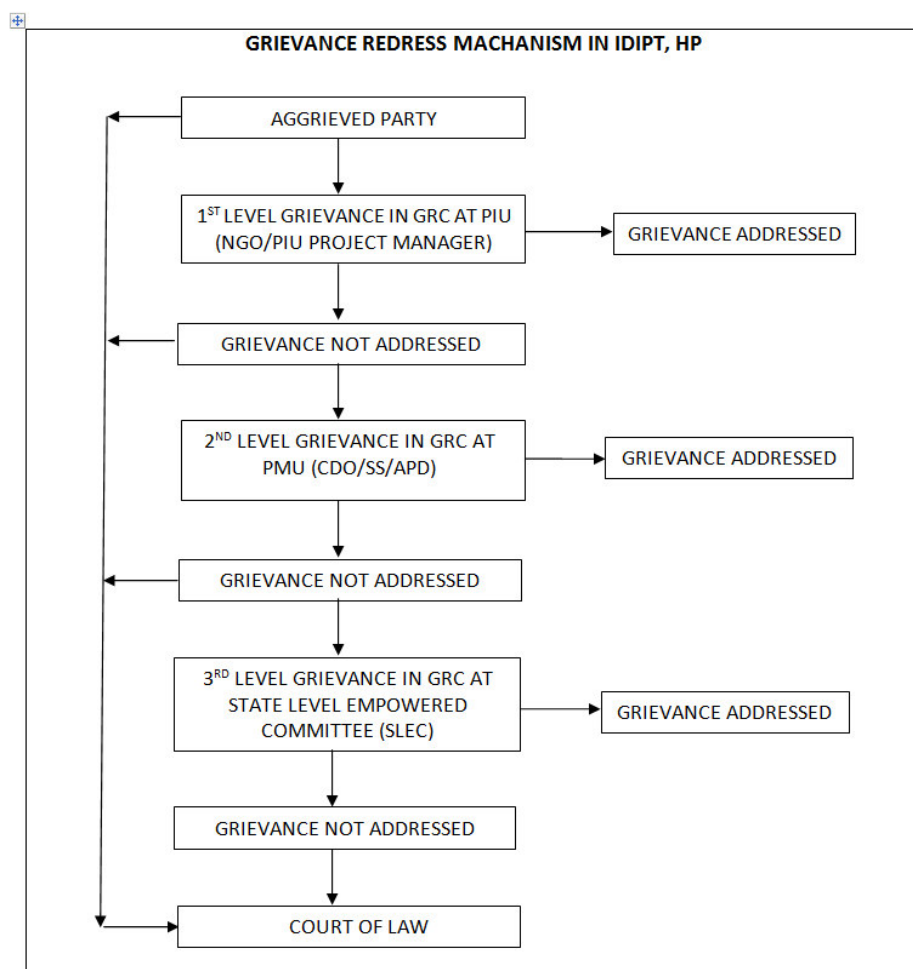 GRIEVANCE REDRESS MACHANISM IN IDIPT, HP
AGGRIEVED PARTY
1ST LEVEL GRIEVANCE IN GRC AT PIU
(NGO/PIU PROJECT MANAGER)
GRIEVANCE ADDRESSED
GRIEVANCE NOT ADDRESSED
2ND LEVEL GRIEVANCE IN GRC AT
PMU (CDO/SS/APD)
GRIEVANCE ADDRESSED
GRIEVANCE NOT ADDRESSED
3RD LEVEL GRIEVANCE IN GRC AT
STATE LEVEL EMPOWERED
COMMITTEE (SLEC)
GRIEVANCE ADDRESSED
GRIEVANCE NOT ADDRESSED
COURT OF LAW